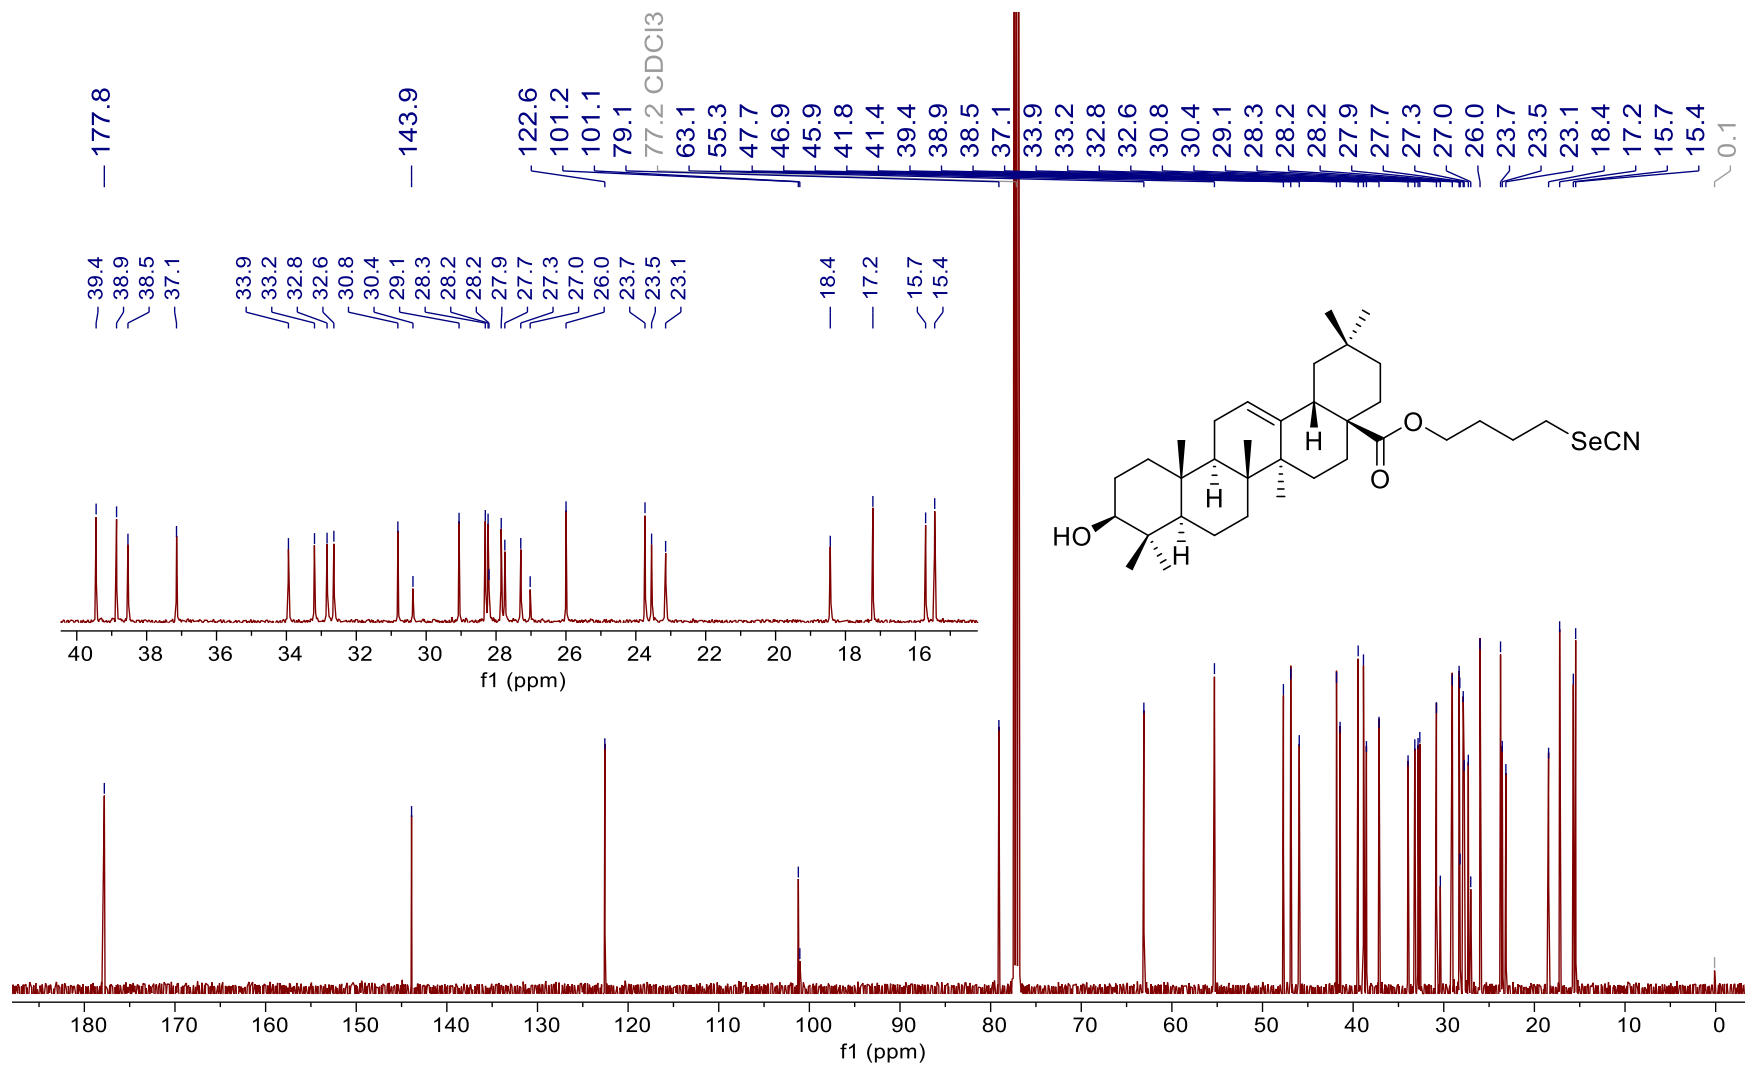 177.8 143.9 122.6 101.2 101.1 79.1 77.2 CDCl3 63.1 55.3 47.7 46.9 45.9 41.8 41.4 39.4 38.9 38.5 37.1 33.9 33.2 32.8 32.6 30.8 30.4 29.1 28.3 28.2 28.2 27.9 27.7 27.3 27.0 26.0 23.7 23.5 23.1 18.4 17.2 15.7 15.4 0.1
39.4 38.9 38.5 37.1 33.9 33.2 32.8 32.6 30.8 30.4 29.1 28.3 28.2 28.2 27.9 27.7 27.3 27.0 26.0 23.7 23.5 23.1 18.4 17.2 15.7 15.4
40 38 36 34 32 30 28 26 24 22 20 18 16
f1 (ppm)
H O SeCN
O
H
HO
H
180 170 160 150 140 130 120 110 100 90 80 70 60 50 40 30 20 10 0
f1 (ppm)